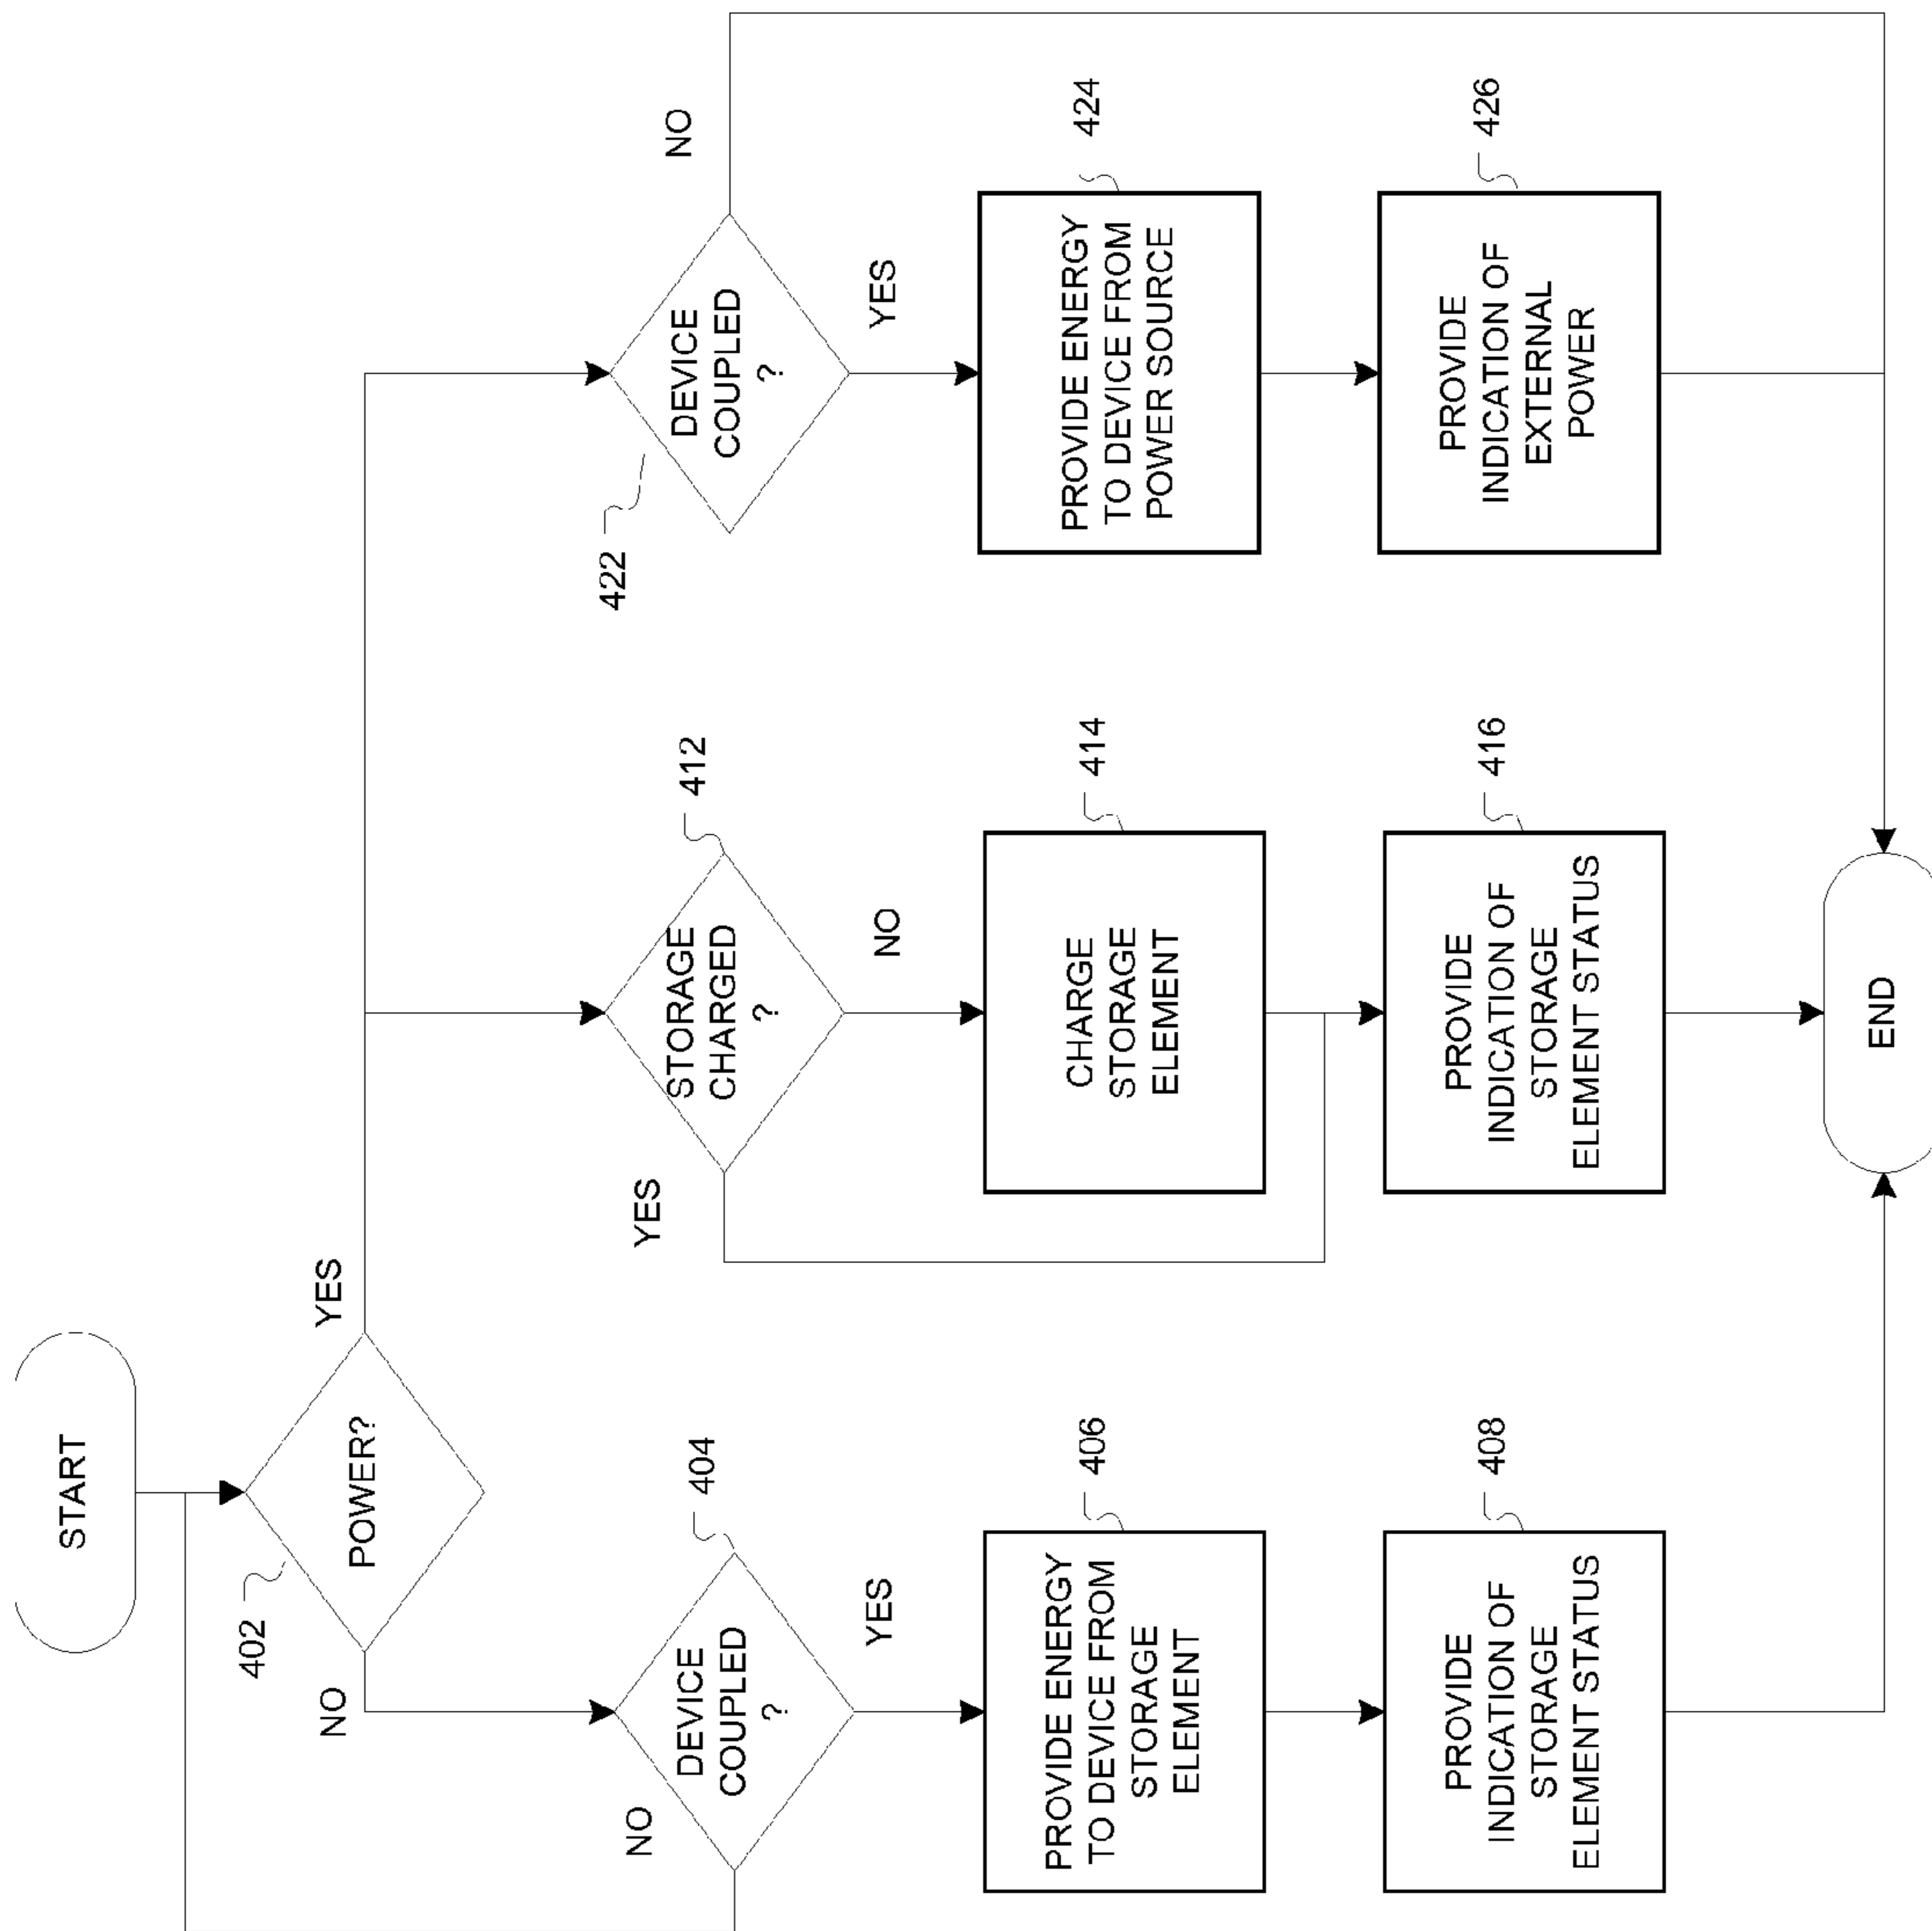 START
402
POWER?
YES
NO
404
DEVICE
COUPLED
?
NO
YES
406
PROVIDE ENERGY
TO DEVICE FROM
STORAGE
ELEMENT
408
PROVIDE
INDICATION OF
STORAGE
ELEMENT STATUS
412
STORAGE
CHARGED
?
YES
NO
414
CHARGE
STORAGE
ELEMENT
416
PROVIDE
INDICATION OF
STORAGE
ELEMENT STATUS
422
DEVICE
COUPLED
?
NO
YES
424
PROVIDE ENERGY
TO DEVICE FROM
POWER SOURCE
426
PROVIDE
INDICATION OF
EXTERNAL
POWER
END